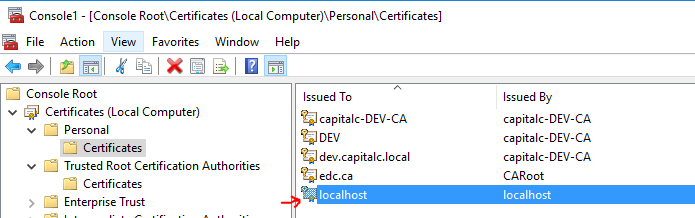 Console1 - [Console Root\Certificates (Local Computer)\Personal\Certificates]
File Action View Favorites Window Help
Console Root
Certificates (Local Computer)
Personal
Certificates
Trusted Root Certification Authorities
Certificates
Enterprise Trust
Issued To Issued By
capitalc-DEV-CA capitalc-DEV-CA
DEV capitalc-DEV-CA
dev.capitalc.local capitalc-DEV-CA
edc.ca CARoot
localhost localhost